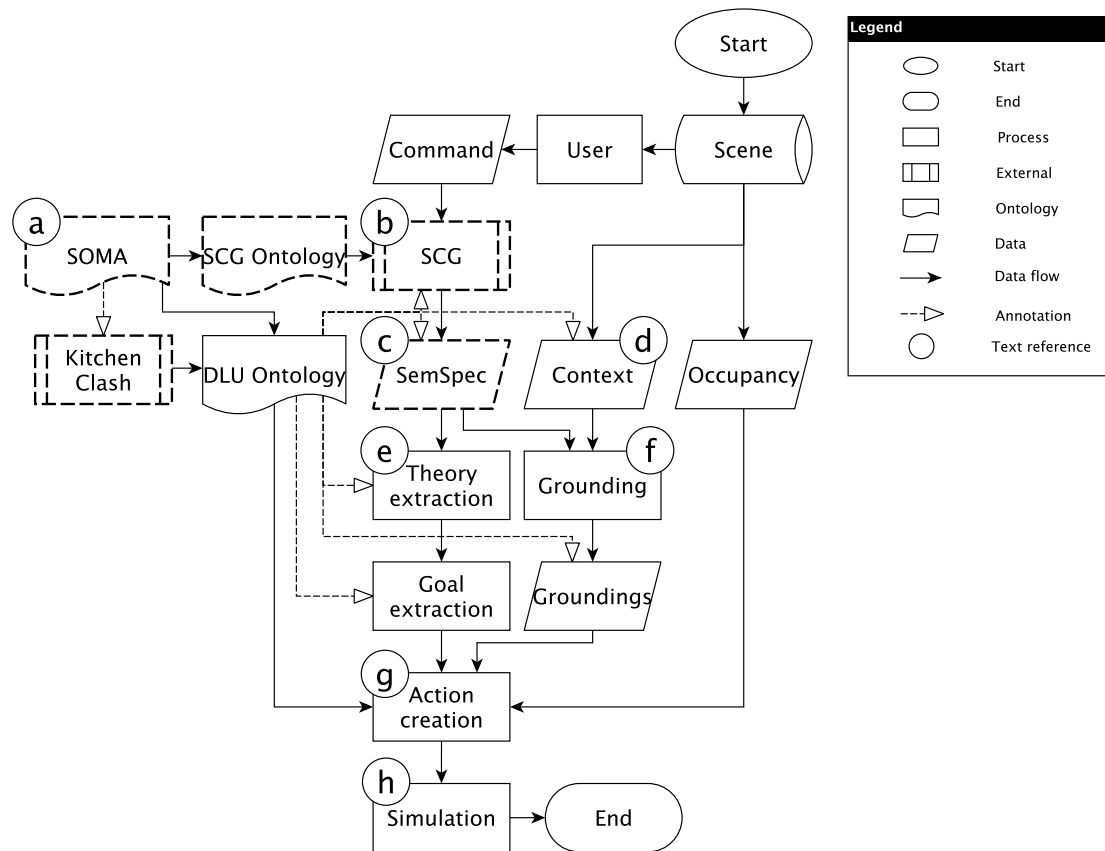 Start
Legend
Start
End
Process
External
Ontology
Data
Data flow
Annotation
Text reference
Command
User
Scene
a
SOMA
SCG Ontology
b
SCG
Kitchen
Clash
DLU Ontology
c
SemSpec
d
Context
Occupancy
e
Theory
extraction
f
Grounding
Goal
extraction
Groundings
g
Action
creation
h
Simulation
End